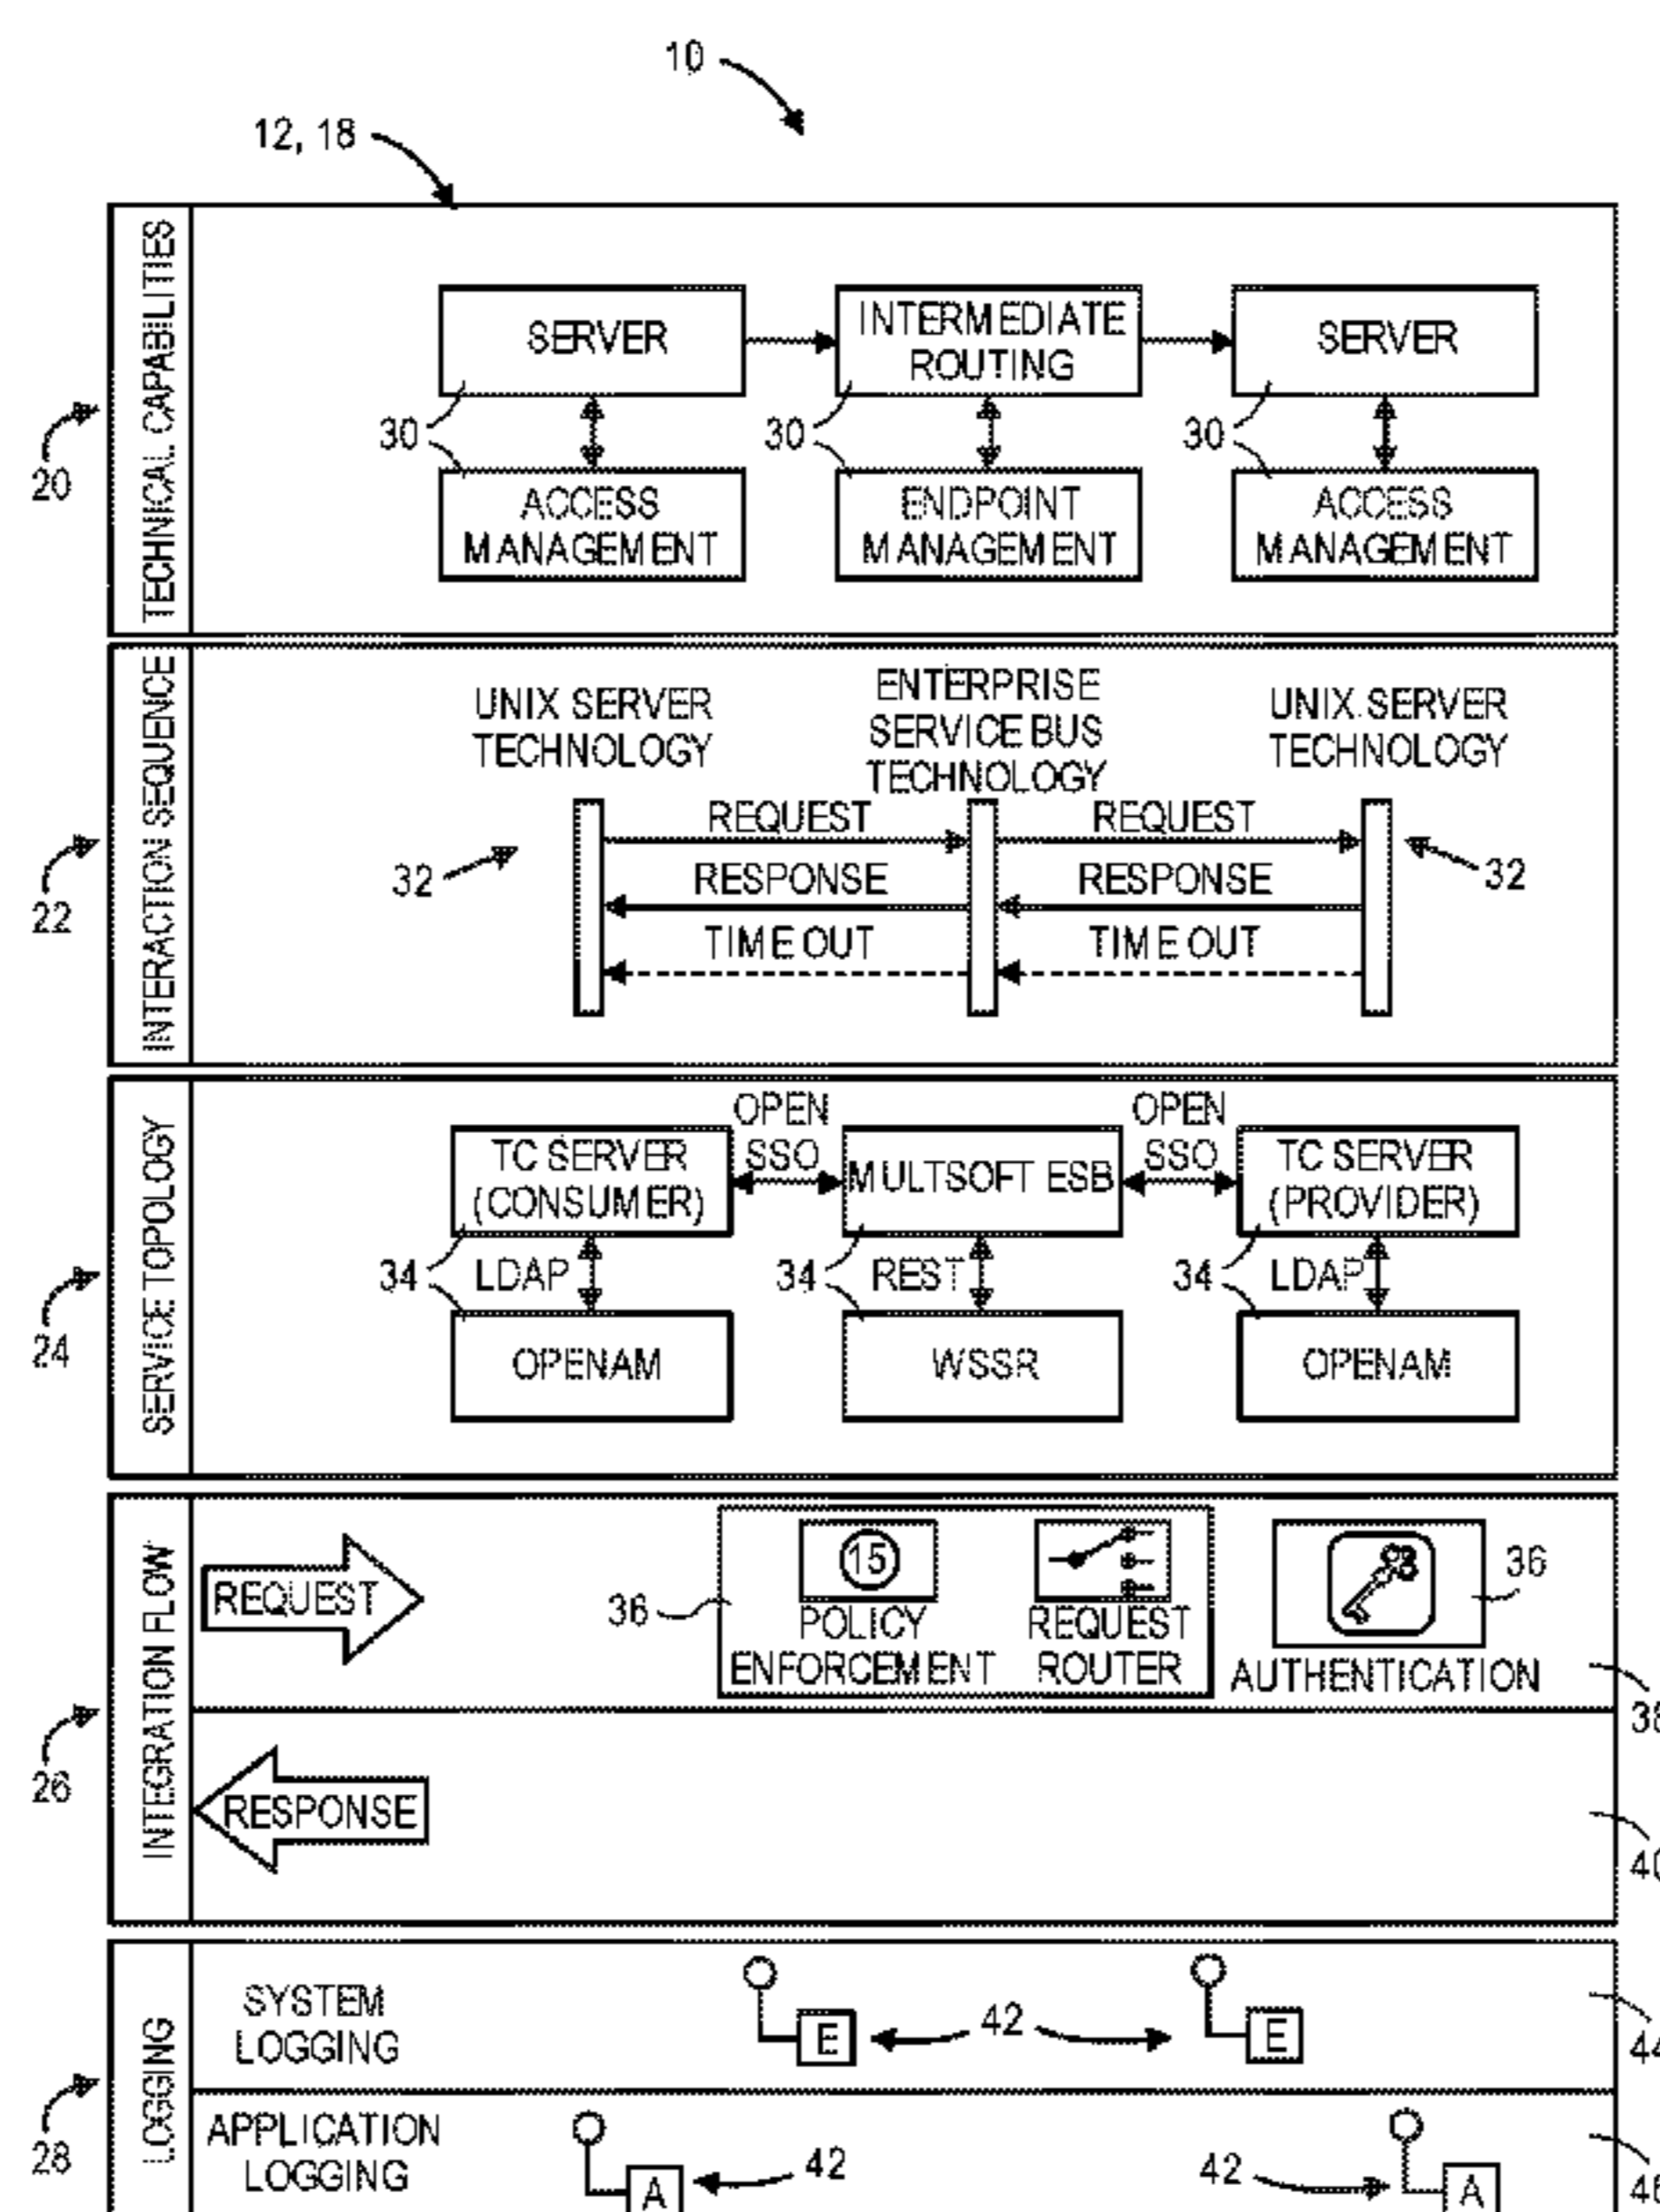 10
12, 18
TECHNICAL CAPABILITIES
20
SERVER
INTERMEDIATE
ROUTING
SERVER
30
30
30
ACCESS
MANAGEMENT
ENDPOINT
MANAGEMENT
ACCESS
MANAGEMENT
INTERACTION SEQUENCE
22
UNIX SERVER
TECHNOLOGY
ENTERPRISE
SERVICE BUS
TECHNOLOGY
UNIX SERVER
TECHNOLOGY
REQUEST
REQUEST
32
RESPONSE
RESPONSE
32
TIME OUT
TIME OUT
SERVICE TOPOLOGY
24
TC SERVER
(CONSUMER)
OPEN
SSO
MULTSOFT ESB
OPEN
SSO
TC SERVER
(PROVIDER)
34
LDAP
34
REST
34
LDAP
OPENAM
WSSR
OPENAM
INTEGRATION FLOW
26
REQUEST
36
15
POLICY
ENFORCEMENT
REQUEST
ROUTER
36
AUTHENTICATION
38
RESPONSE
40
LOGGING
28
SYSTEM
LOGGING
E
42
E
44
APPLICATION
LOGGING
A
42
42
A
46